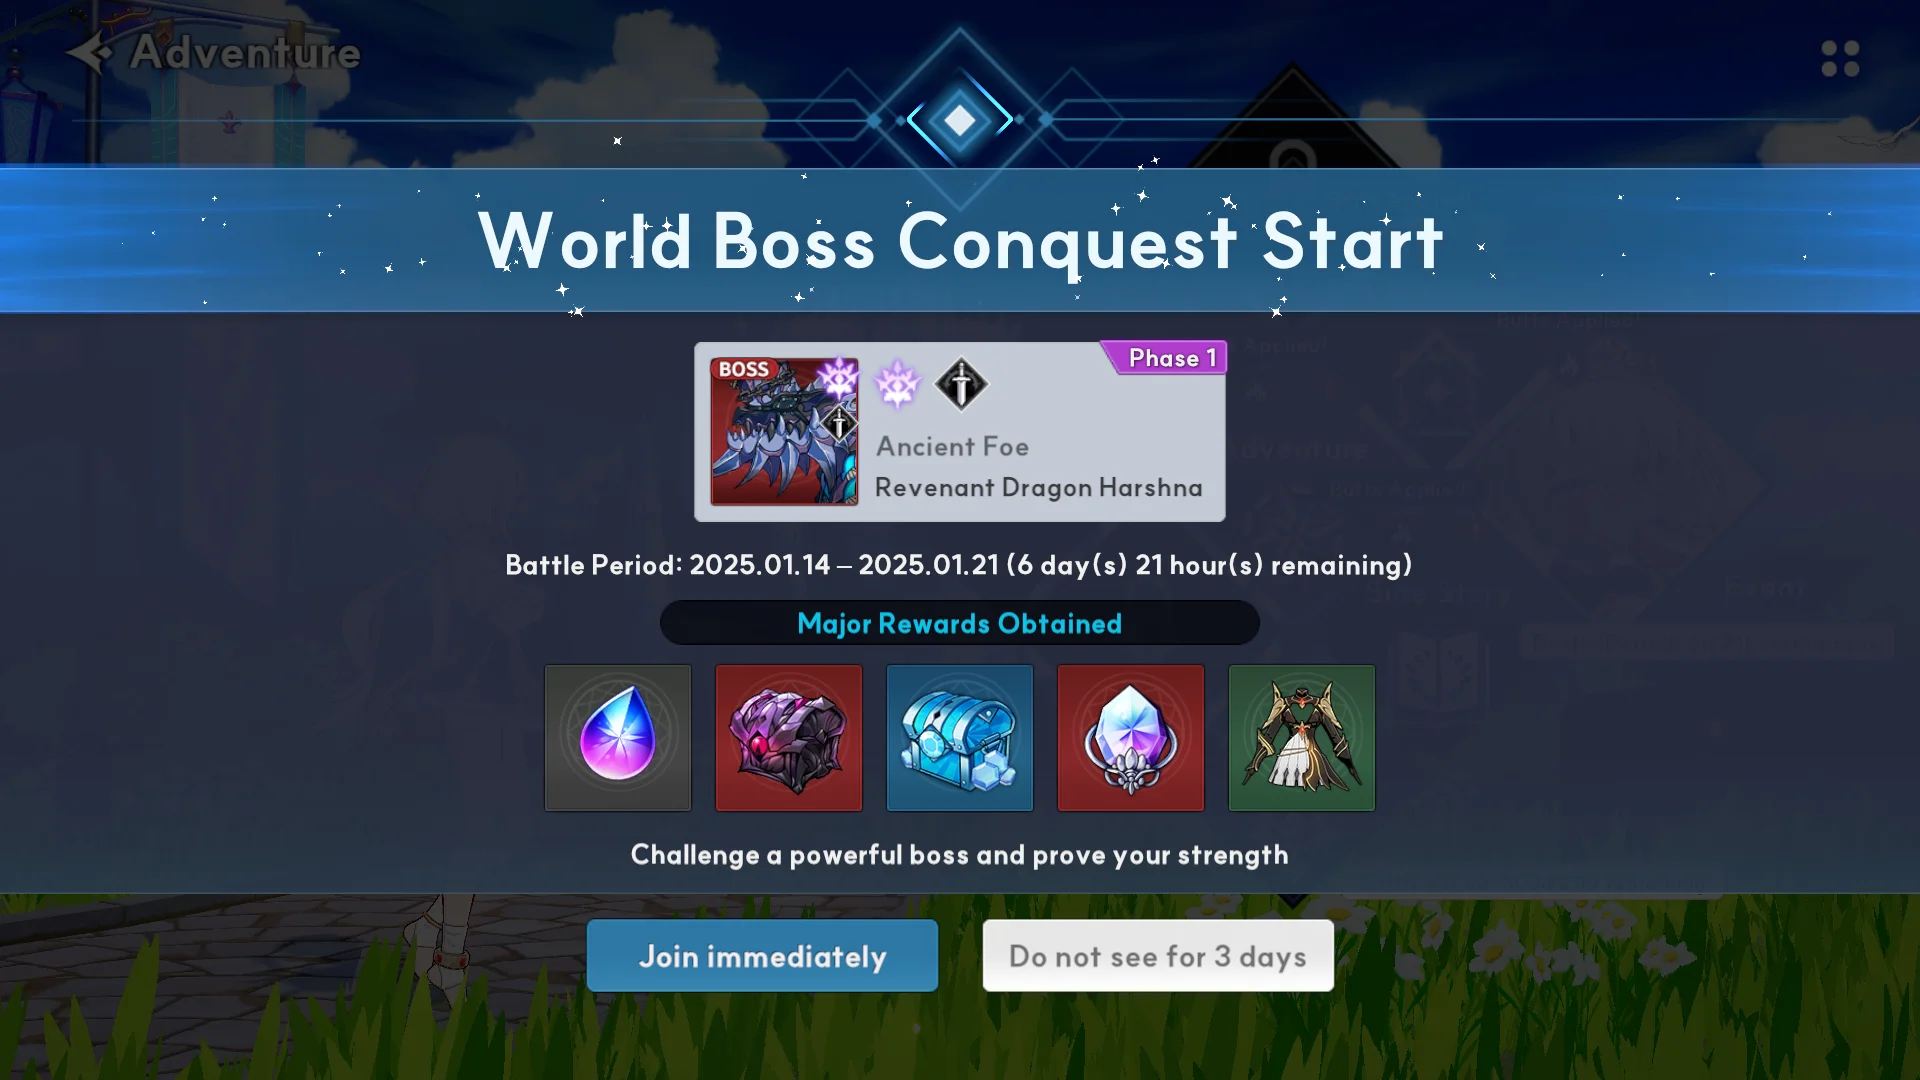 Adventure
World Boss Conquest Start
Phase 1
BOSS
Ancient Foe
Revenant Dragon Harshna
Battle Period: 2025.01.14 – 2025.01.21 (6 day(s) 21 hour(s) remaining)
Major Rewards Obtained
Challenge a powerful boss and prove your strength
Join immediately
Do not see for 3 days